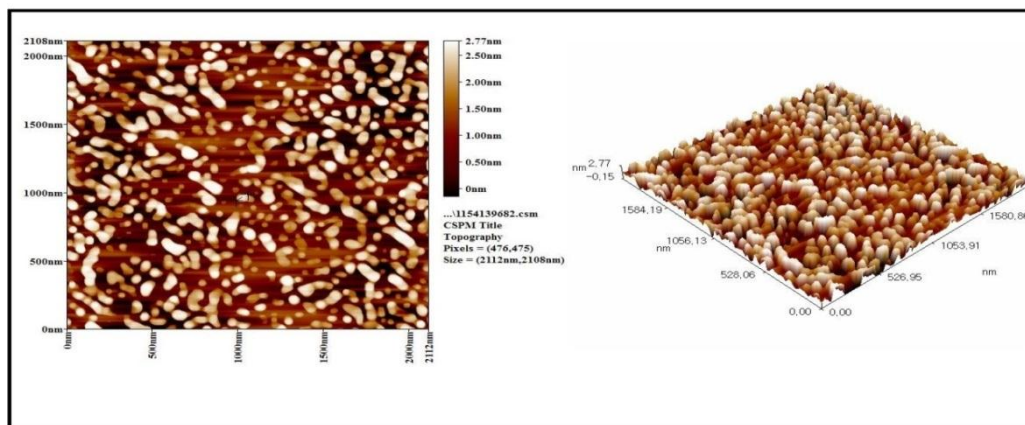 2108nm
2000nm
1500nm
1000nm
500nm
0nm
0nm
500nm
1000nm
1500nm
2000nm
2112nm
2.77nm
2.50nm
2.00nm
1.50nm
1.00nm
0.50nm
0nm
...\1154139682.csm
CSPM Title
Topography
Pixels = (476,475)
Size = (2112nm,2108nm)
nm
2,77
-0,15
1584,19
1056,13
nm
528,06
0,00
0,00
526,95
1053,91
nm